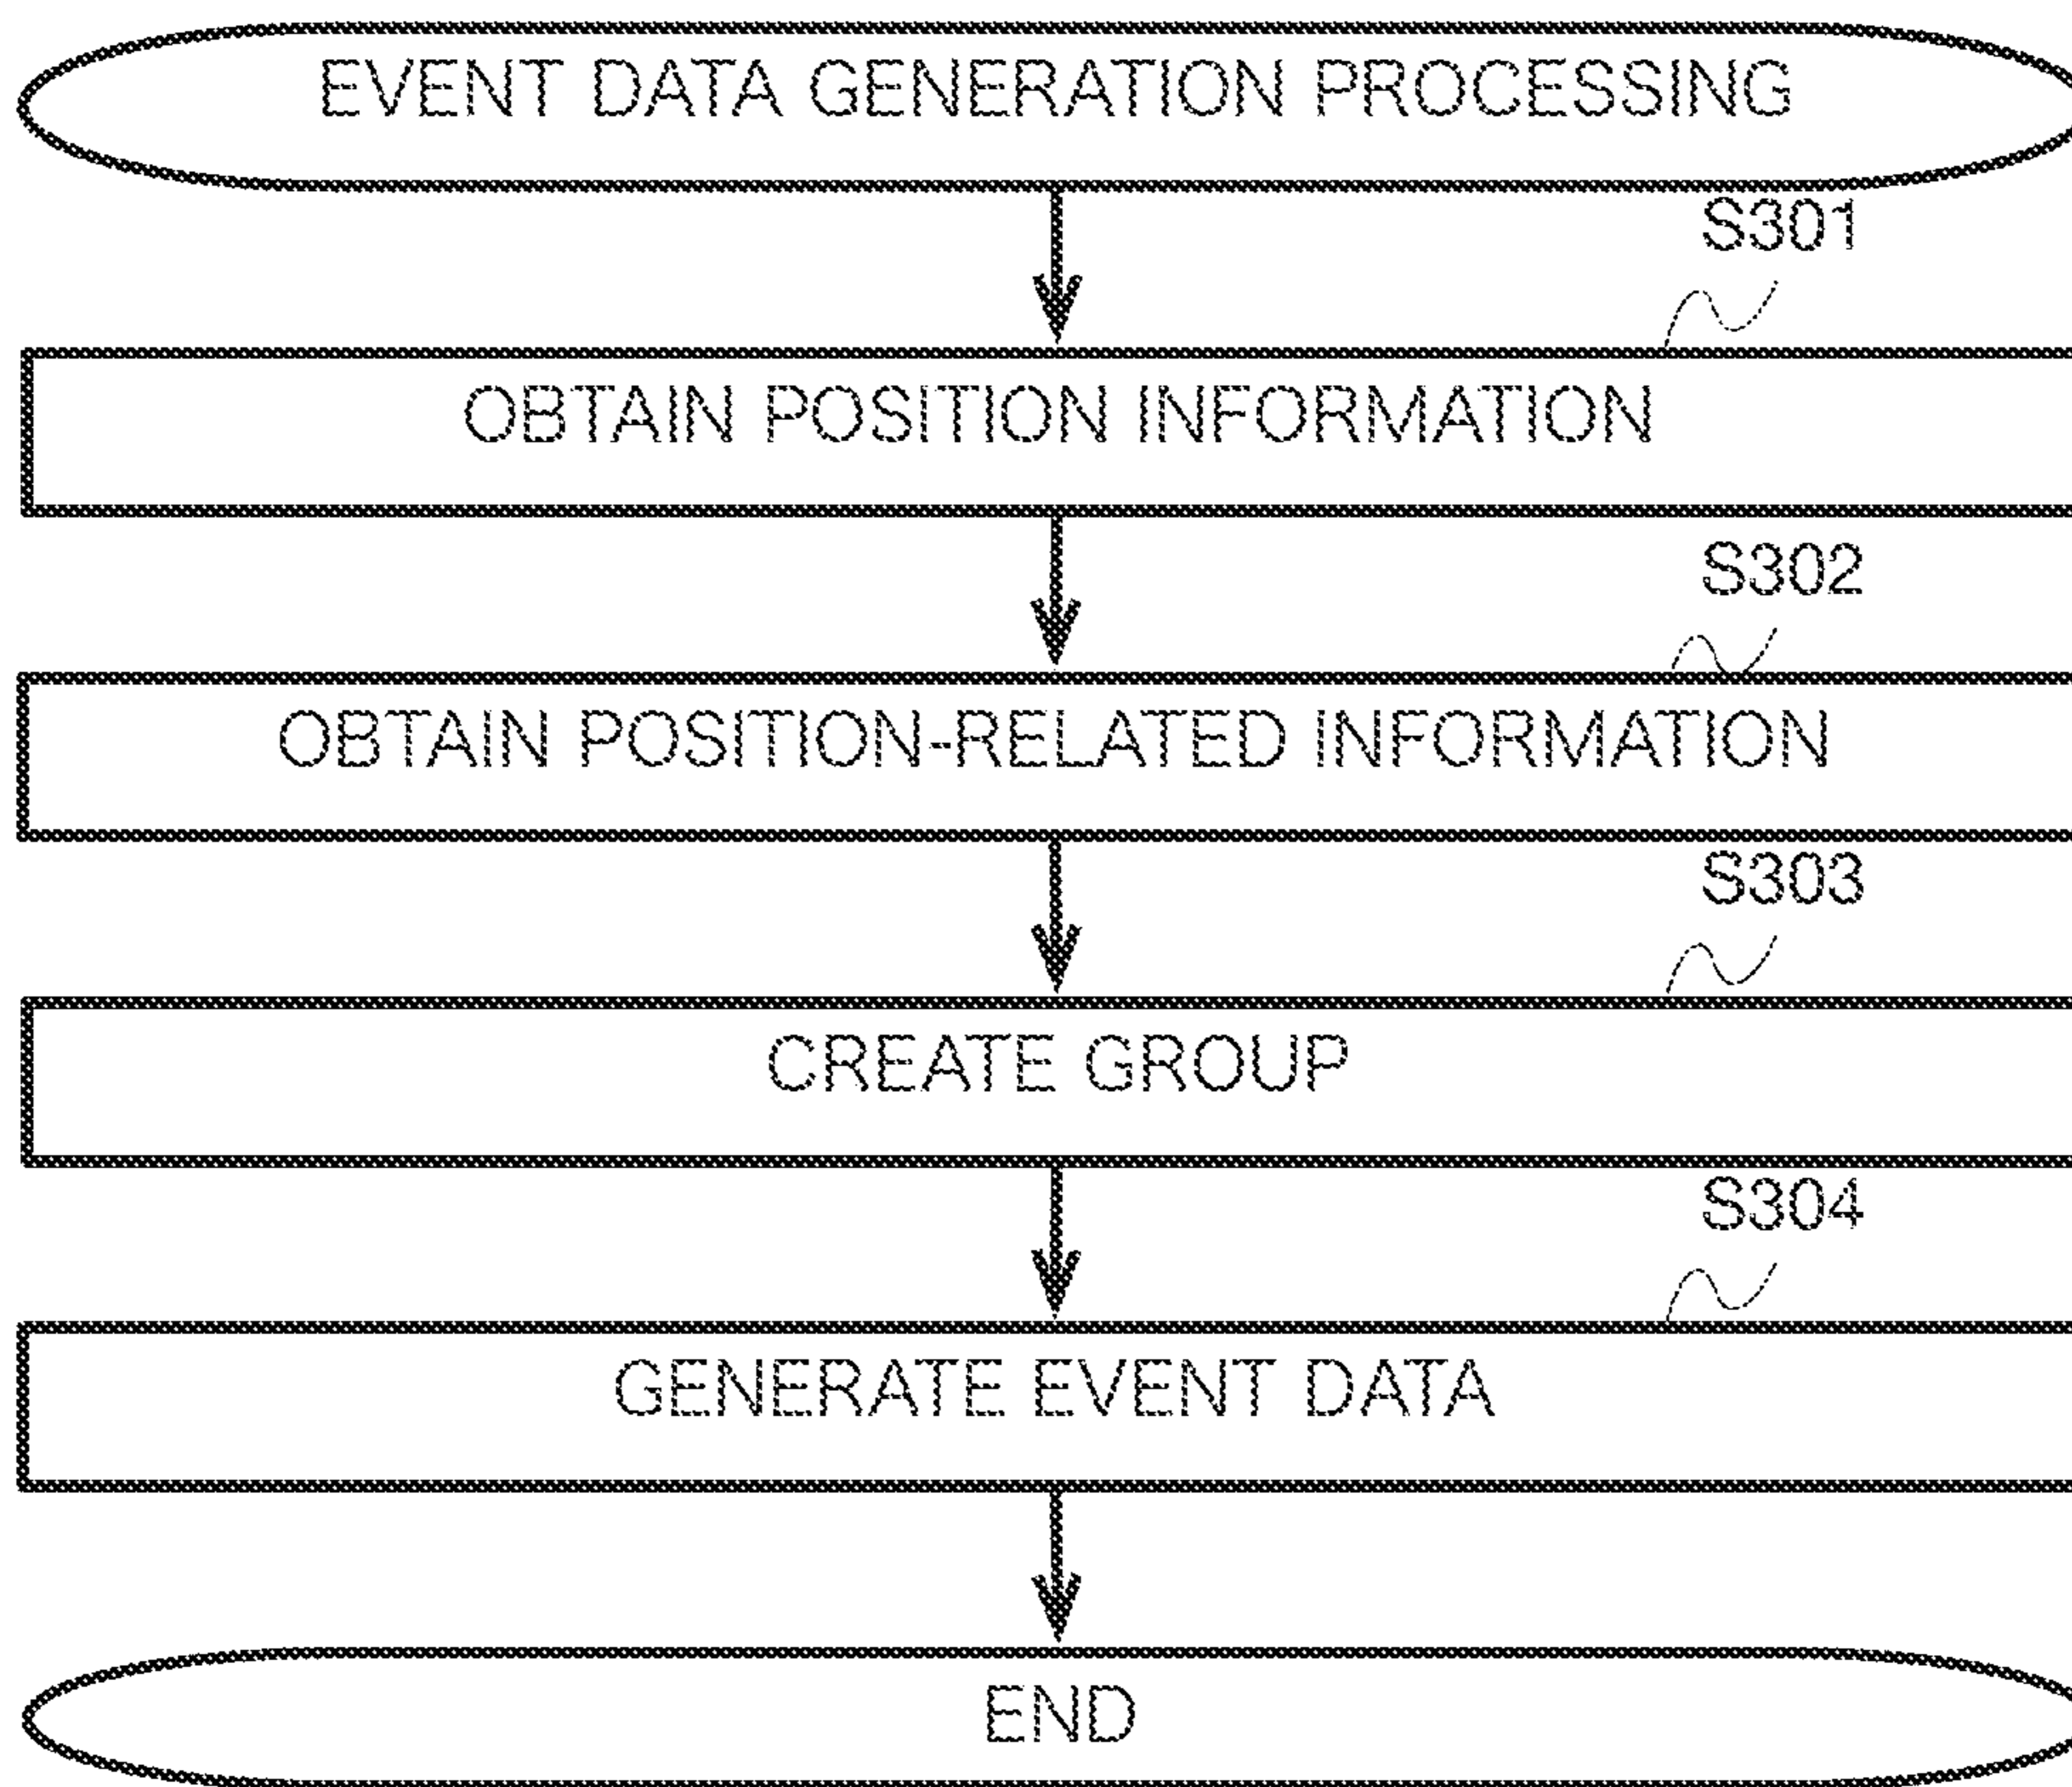 EVENT DATA GENERATION PROCESSING
S301
OBTAIN POSITION INFORMATION
S302
OBTAIN POSITION-RELATED INFORMATION
S303
CREATE GROUP
S304
GENERATE EVENT DATA
END